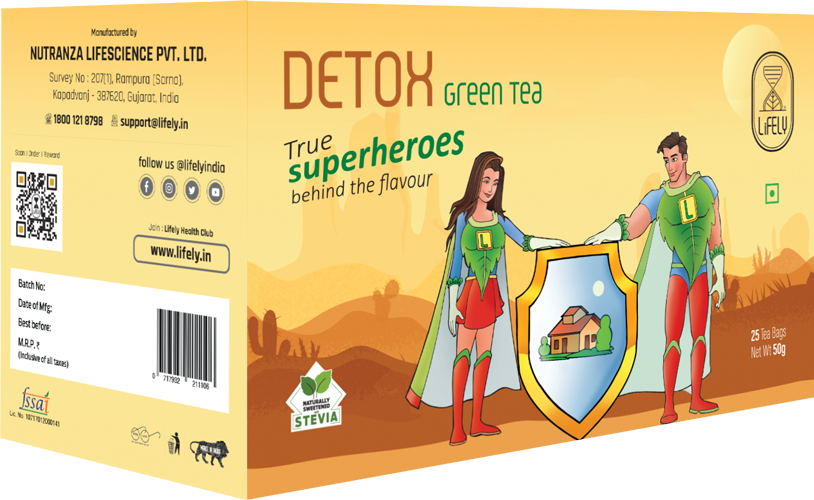 Manufactured by
NUTRANZA LIFESCIENCE PVT. LTD.
Survey No : 207(1), Rampura (Sorna),
Kapadvanj - 387620, Gujarat, India
1800 121 8798 support@lifely.in
Scan | Order | Reward
follow us @lifelyindia
Join : Lifely Health Club
www.lifely.in
Batch No:
Date of Mfg:
Best before:
M.R.P. ₹
(Inclusive of all taxes)
fssai
DETOX Green Tea
True
superheroes
behind the flavour
LiFELY
L
L
NATURALLY
SWEETENED
STEVIA
25 Tea Bags
Net Wt 50g